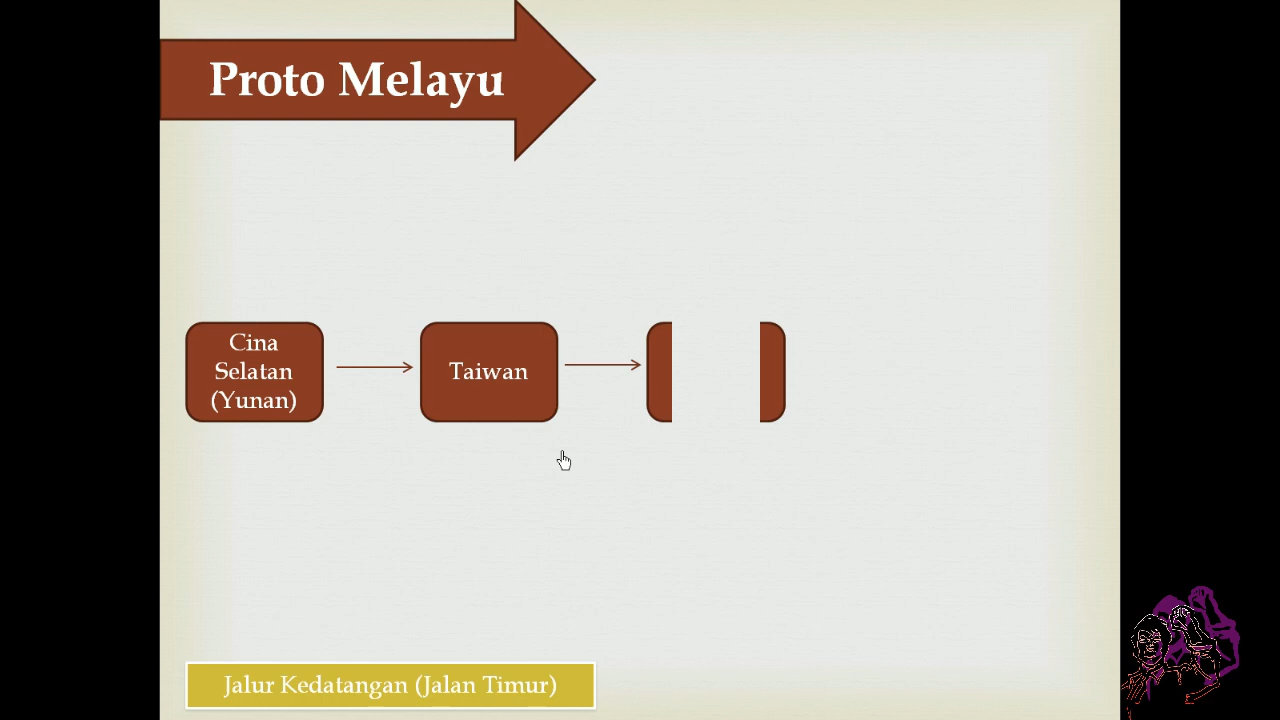 Proto Melayu
Cina
Selatan
(Yunan)
Taiwan
Jalur Kedatangan (Jalan Timur)